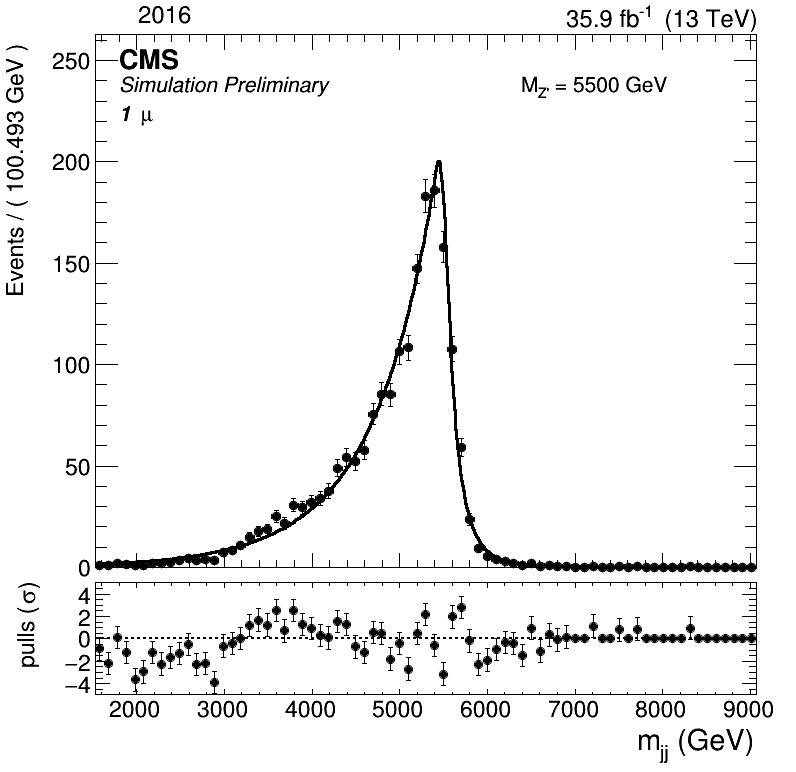 2016 35.9 fb⁻¹ (13 TeV)
CMS
Simulation Preliminary
1 μ
M_Z' = 5500 GeV
Events / ( 100.493 GeV )
250
200
150
100
50
0
pulls (σ)
4
2
0
−2
−4
2000 3000 4000 5000 6000 7000 8000 9000
m_jj (GeV)